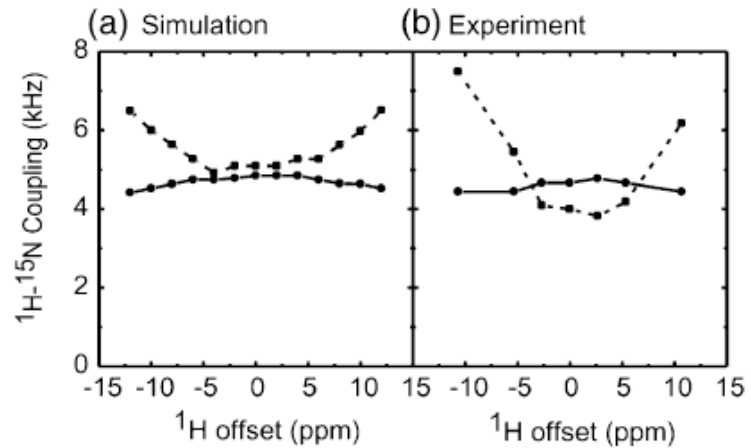 (a) Simulation
(b) Experiment
¹H-¹⁵N Coupling (kHz)
8
6
4
2
0
-15 -10 -5 0 5 10 15
-10 -5 0 5 10 15
¹H offset (ppm)
¹H offset (ppm)